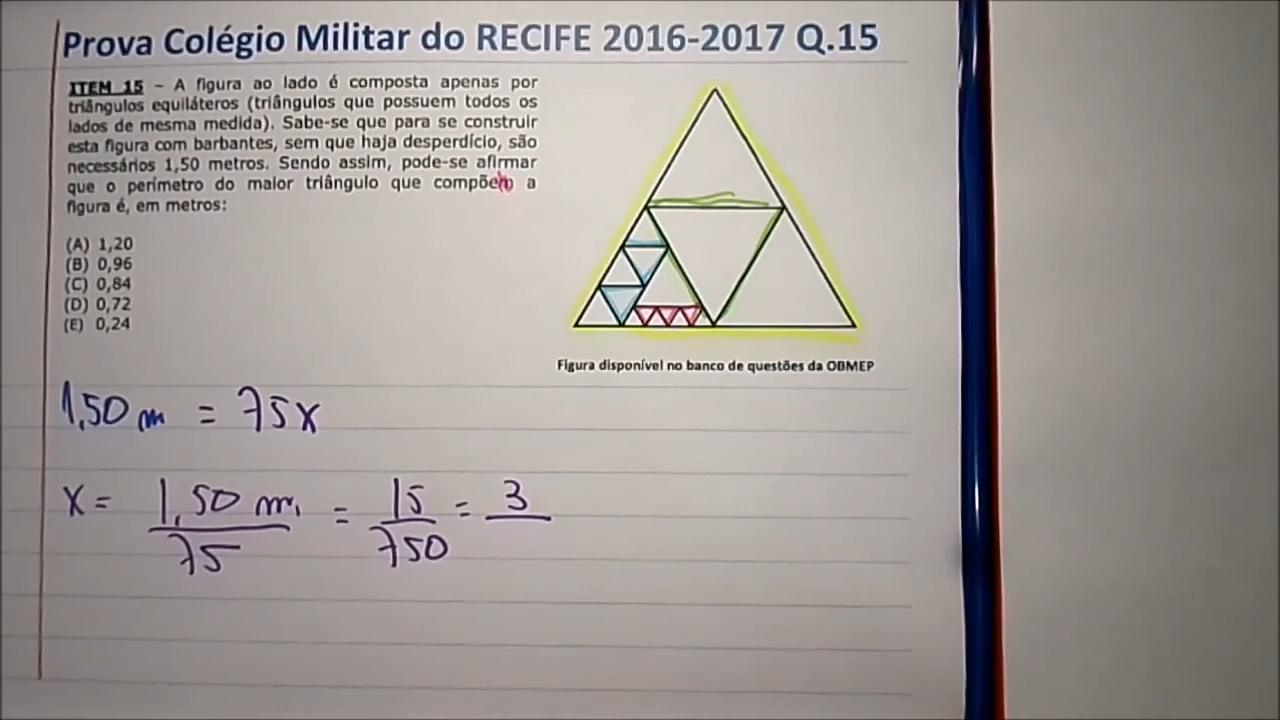 Prova Colégio Militar do RECIFE 2016-2017 Q.15
ITEM 15 – A figura ao lado é composta apenas por
triângulos equiláteros (triângulos que possuem todos os
lados de mesma medida). Sabe-se que para se construir
esta figura com barbantes, sem que haja desperdício, são
necessários 1,50 metros. Sendo assim, pode-se afirmar
que o perímetro do maior triângulo que compõem a
figura é, em metros:
(A) 1,20
(B) 0,96
(C) 0,84
(D) 0,72
(E) 0,24
Figura disponível no banco de questões da OBMEP
1,50 m = 75x
x = 1,50 m / 75 = 15 / 750 = 3